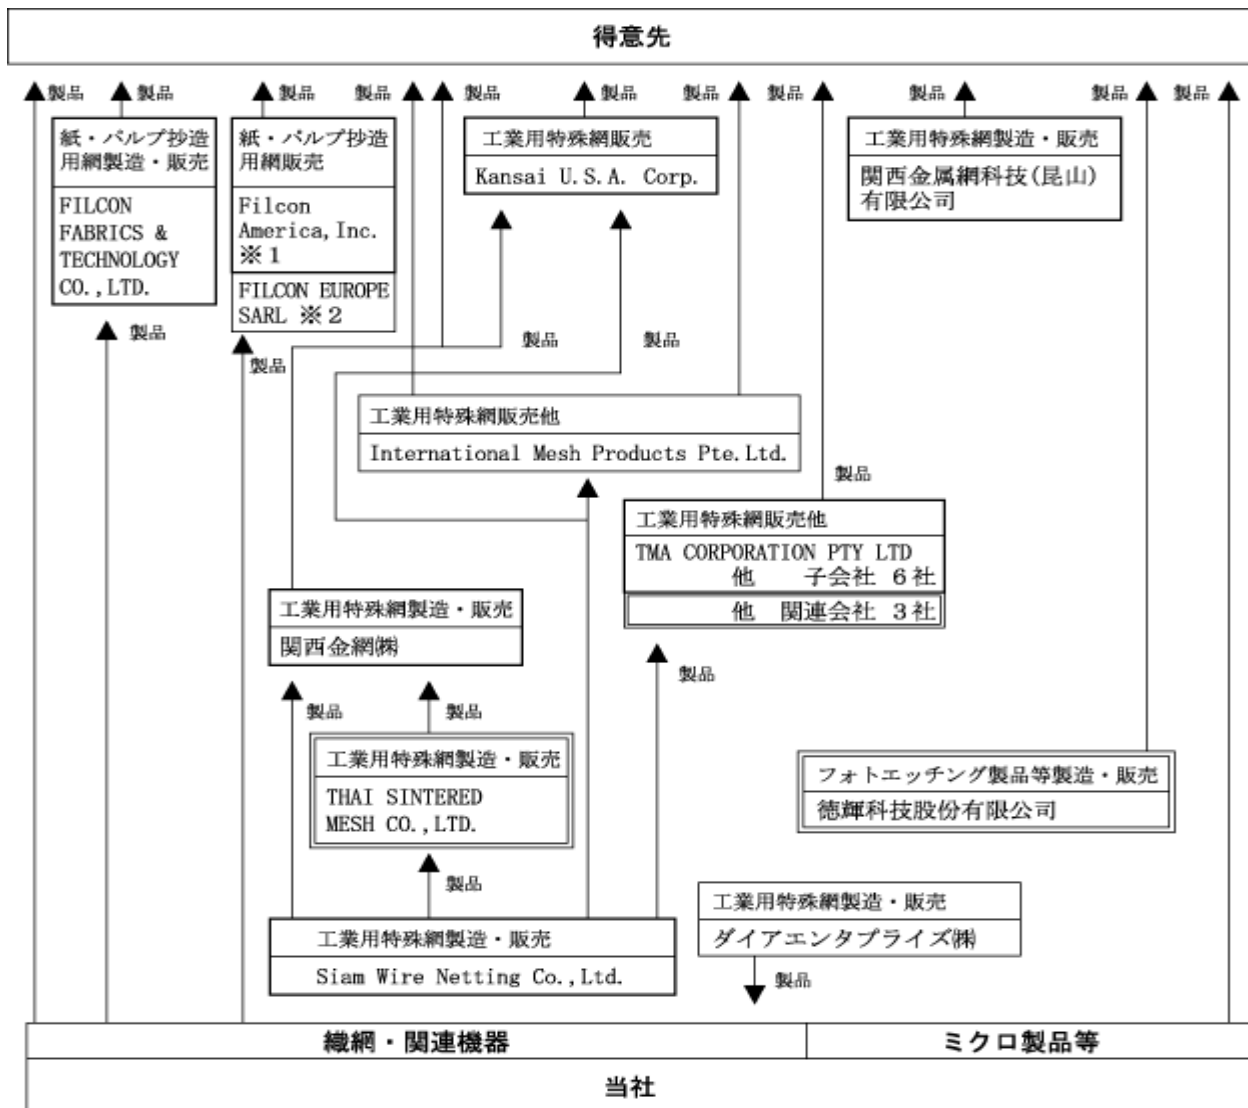 得意先
製品
製品
製品
製品
製品
製品
製品
製品
製品
製品
製品
紙・パルプ抄造
用網製造・販売
FILCON
FABRICS &
TECHNOLOGY
CO.,LTD.
紙・パルプ抄造
用網販売
Filcon
America,Inc.
※1
FILCON EUROPE
SARL ※2
工業用特殊網販売
Kansai U.S.A. Corp.
工業用特殊網製造・販売
関西金属網科技(昆山)
有限公司
製品
製品
製品
製品
工業用特殊網販売他
International Mesh Products Pte.Ltd.
製品
工業用特殊網販売他
TMA CORPORATION PTY LTD
他 子会社 6社
他 関連会社 3社
工業用特殊網製造・販売
関西金網㈱
製品
製品
製品
工業用特殊網製造・販売
THAI SINTERED
MESH CO.,LTD.
フォトエッチング製品等製造・販売
徳輝科技股份有限公司
製品
工業用特殊網製造・販売
Siam Wire Netting Co.,Ltd.
工業用特殊網製造・販売
ダイアエンタプライズ㈱
製品
織網・関連機器
ミクロ製品等
当社